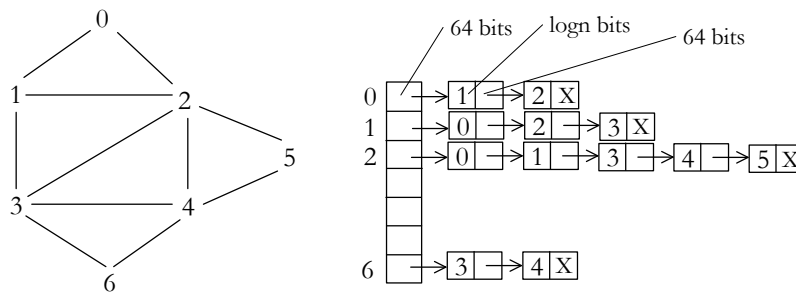 0
1
2
5
3
4
6
64 bits
logn bits
64 bits
0 1 2 X
1 0 2 3 X
2 0 1 3 4 5 X
6 3 4 X